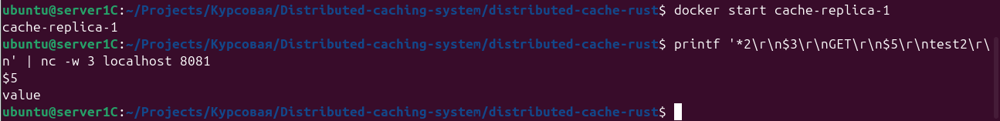 ubuntu@server1C:~/Projects/Курсовая/Distributed-caching-system/distributed-cache-rust$ docker start cache-replica-1
cache-replica-1
ubuntu@server1C:~/Projects/Курсовая/Distributed-caching-system/distributed-cache-rust$ printf '*2\r\n$3\r\nGET\r\n$5\r\ntest2\r\
n' | nc -w 3 localhost 8081
$5
value
ubuntu@server1C:~/Projects/Курсовая/Distributed-caching-system/distributed-cache-rust$